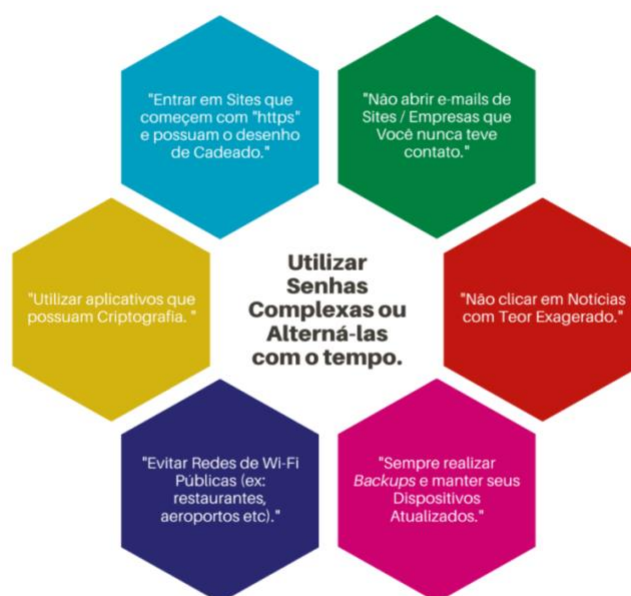 "Entrar em Sites que
começem com "https"
e possuam o desenho
de Cadeado."
"Não abrir e-mails de
Sites / Empresas que
Você nunca teve
contato."
"Utilizar aplicativos que
possuam Criptografia. "
Utilizar
Senhas
Complexas ou
Alterná-las
com o tempo.
"Não clicar em Notícias
com Teor Exagerado."
"Evitar Redes de Wi-Fi
Públicas (ex:
restaurantes,
aeroportos etc)."
"Sempre realizar
Backups e manter seus
Dispositivos
Atualizados."